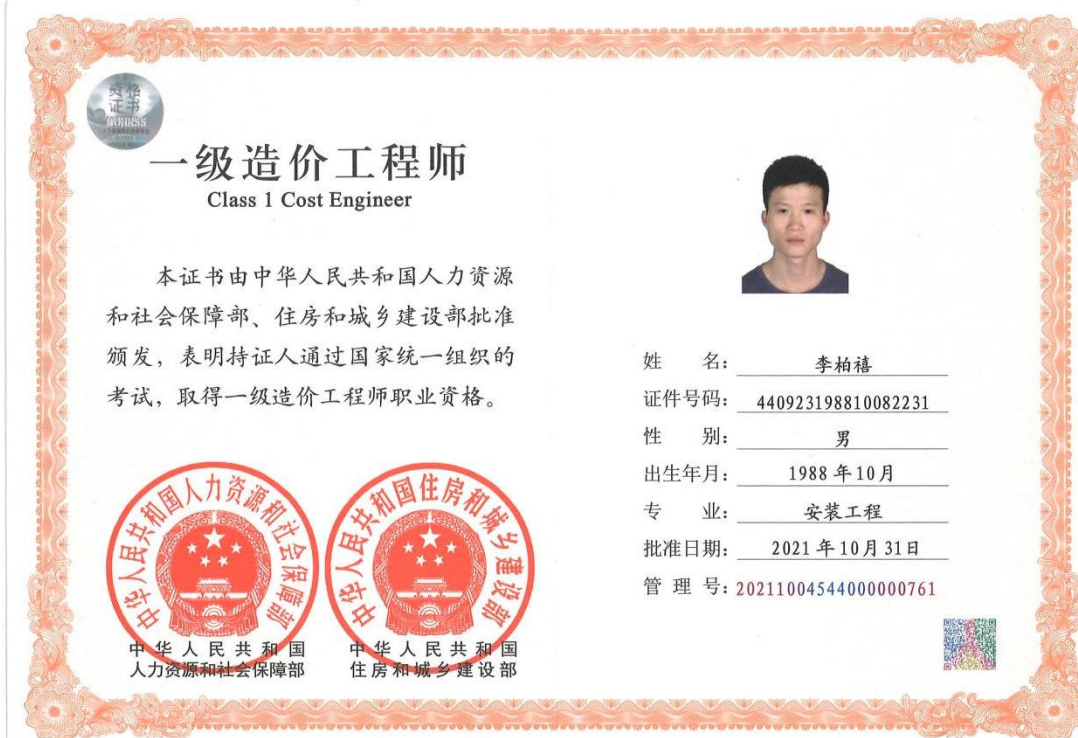 资格
证书
MOHRSS
一级造价工程师
Class 1 Cost Engineer
本证书由中华人民共和国人力资源
和社会保障部、住房和城乡建设部批准
颁发，表明持证人通过国家统一组织的
考试，取得一级造价工程师职业资格。
中华人民共和国人力资源和社会保障部
中华人民共和国
人力资源和社会保障部
中华人民共和国住房和城乡建设部
中华人民共和国
住房和城乡建设部
姓 名：李柏禧
证件号码：440923198810082231
性 别：男
出生年月：1988年10月
专 业：安装工程
批准日期：2021年10月31日
管 理 号：20211004544000000761